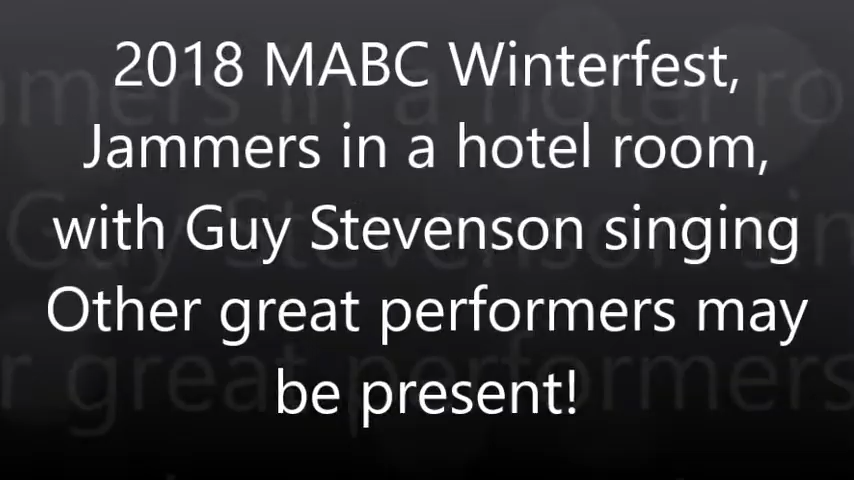 2018 MABC Winterfest,
Jammers in a hotel room,
with Guy Stevenson singing
Other great performers may
be present!